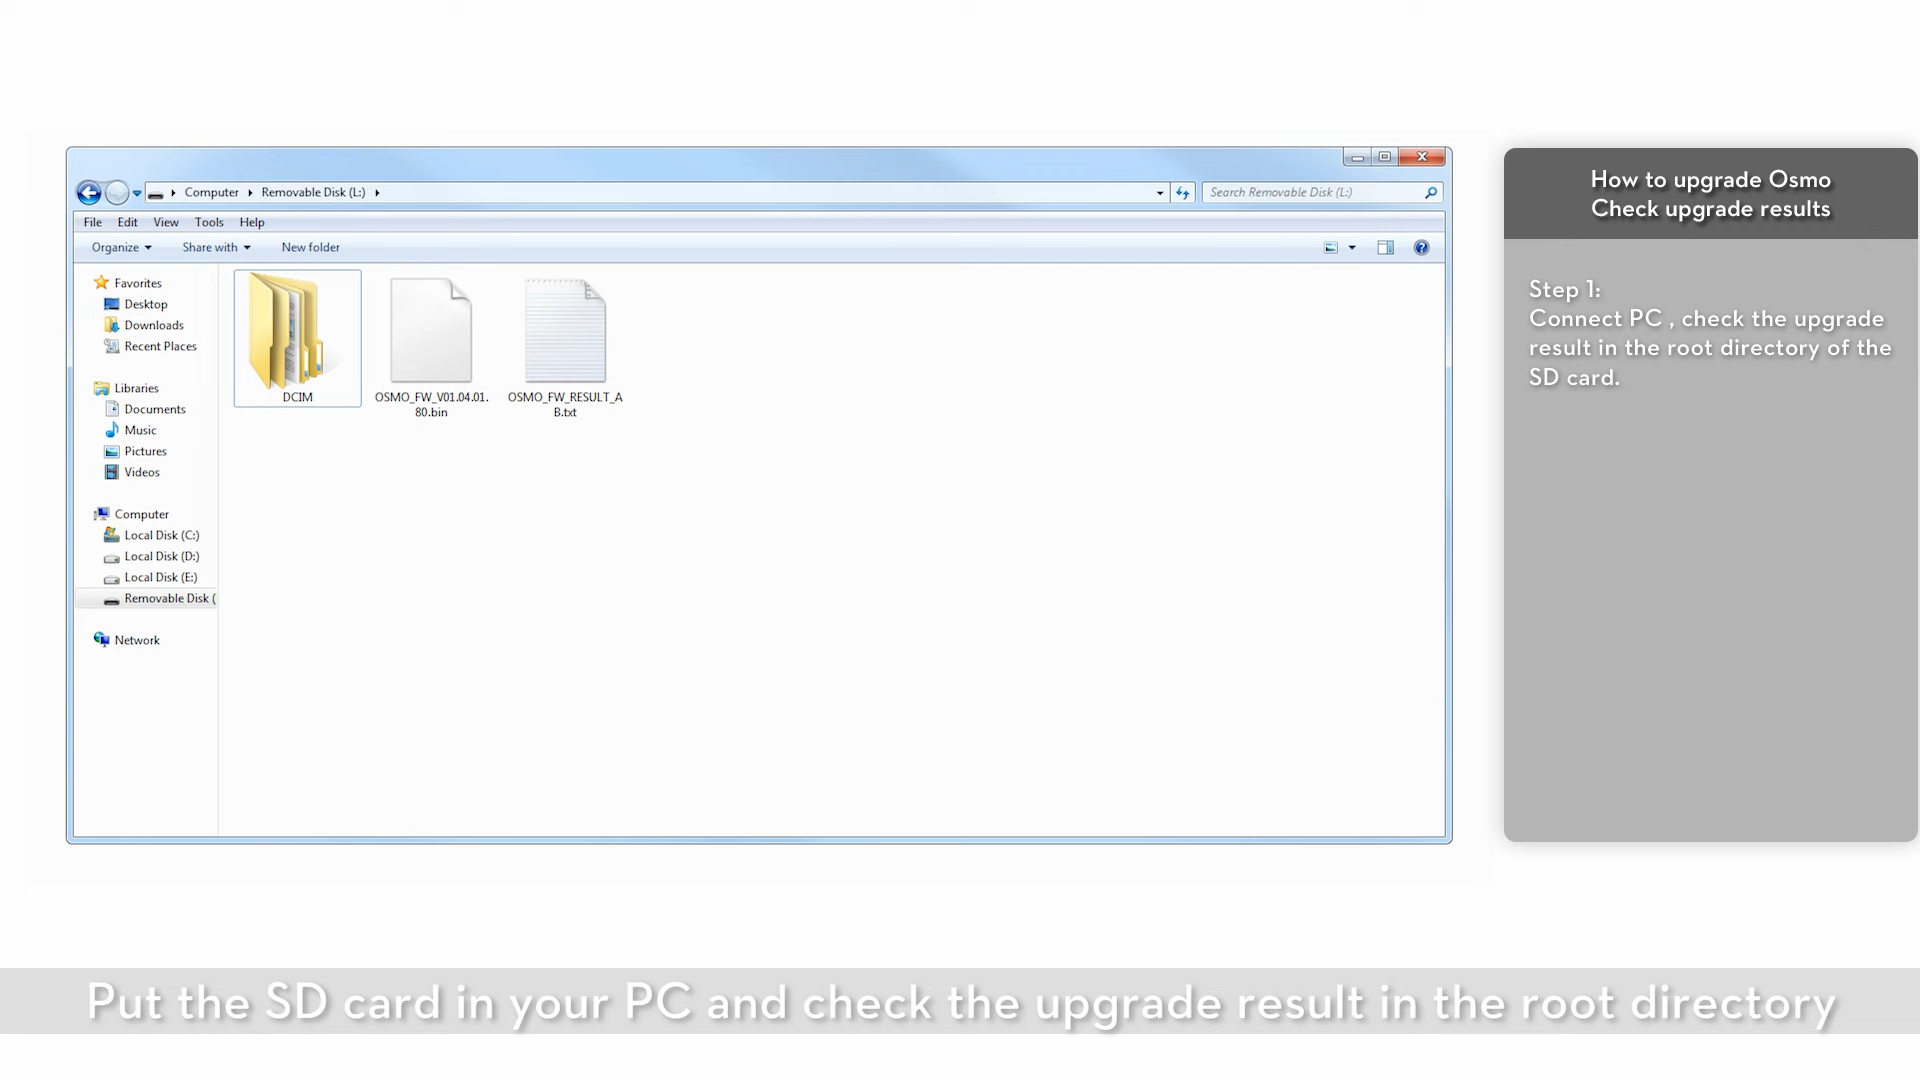 Computer
Removable Disk (L:)
Search Removable Disk (L:)
File Edit View Tools Help
Organize Share with New folder
Favorites
Desktop
Downloads
Recent Places
Libraries
Documents
Music
Pictures
Videos
Computer
Local Disk (C:)
Local Disk (D:)
Local Disk (E:)
Removable Disk (
Network
DCIM
OSMO_FW_V01.04.01.
80.bin
OSMO_FW_RESULT_A
B.txt
How to upgrade Osmo
Check upgrade results
Step 1:
Connect PC , check the upgrade
result in the root directory of the
SD card.
Put the SD card in your PC and check the upgrade result in the root directory